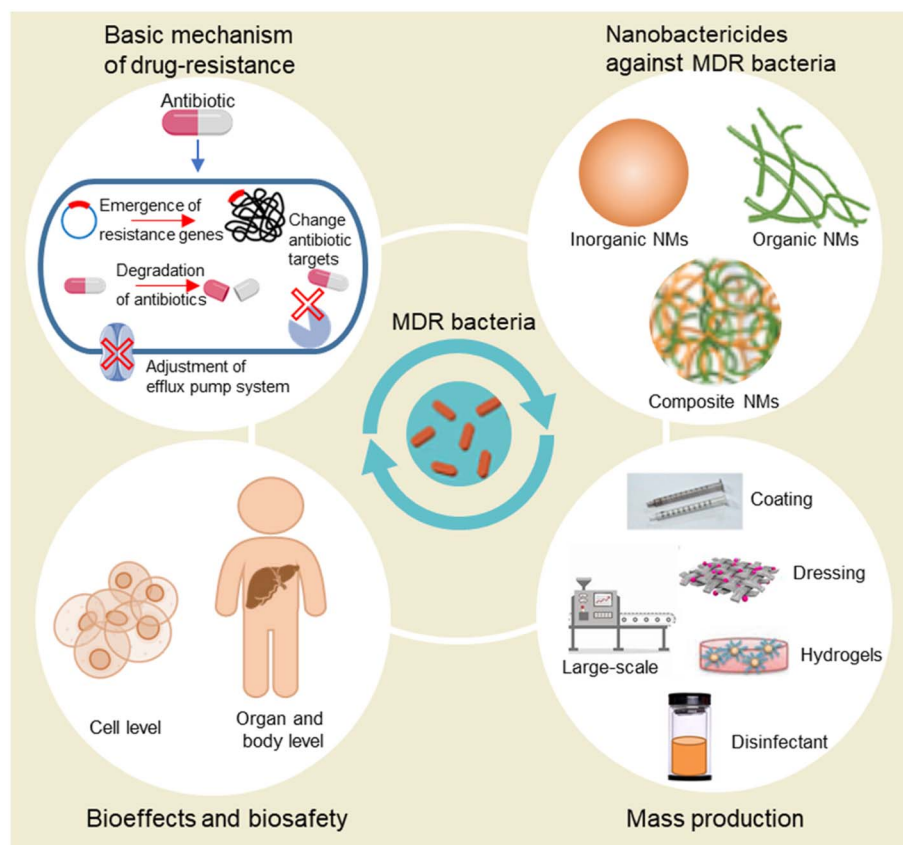 Basic mechanism
of drug-resistance
Antibiotic
Emergence of
resistance genes
Change
antibiotic
targets
Degradation
of antibiotics
Adjustment of
efflux pump system
Nanobactericides
against MDR bacteria
Inorganic NMs
Organic NMs
Composite NMs
MDR bacteria
Cell level
Organ and
body level
Bioeffects and biosafety
Coating
Dressing
Large-scale
Hydrogels
Disinfectant
Mass production